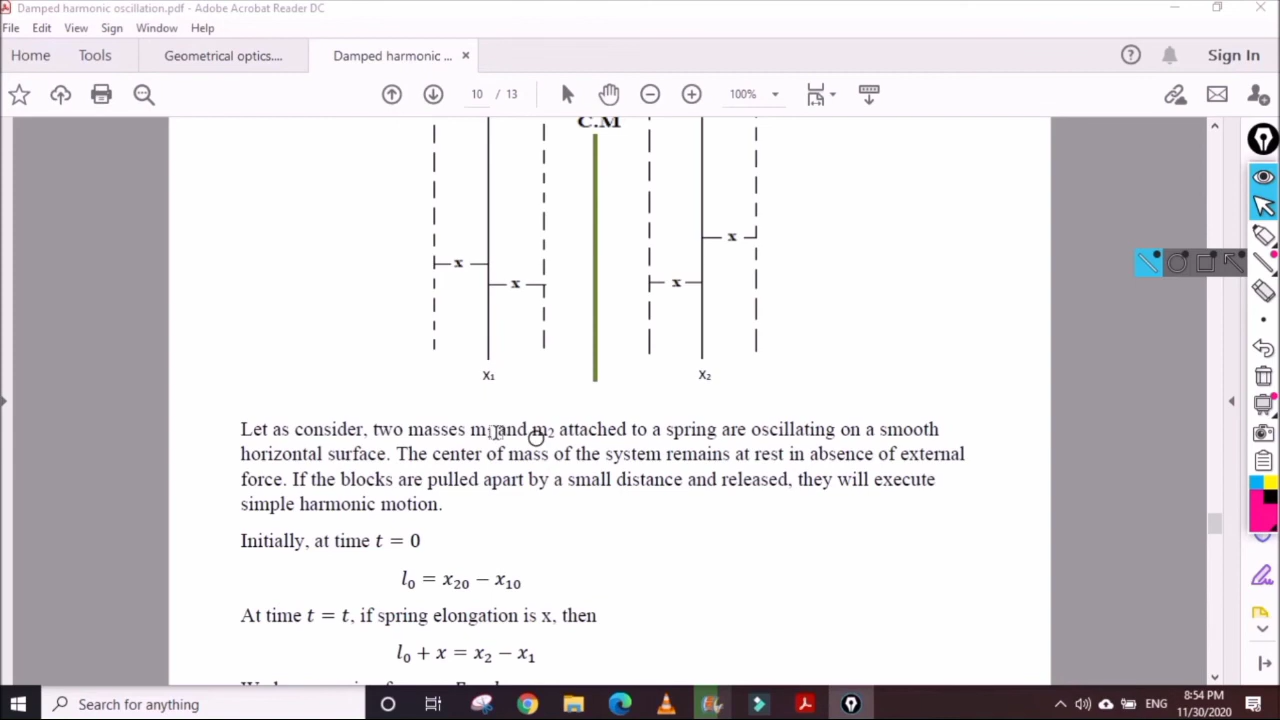 Damped harmonic oscillation.pdf - Adobe Acrobat Reader DC
File Edit View Sign Window Help
Home Tools Geometrical optics.... Damped harmonic ... × Sign In
10 / 13 100%
C.M
x
x
x
x
X₁ X₂
Let as consider, two masses m₁ and m₂ attached to a spring are oscillating on a smooth
horizontal surface. The center of mass of the system remains at rest in absence of external
force. If the blocks are pulled apart by a small distance and released, they will execute
simple harmonic motion.
Initially, at time t = 0
l₀ = x₂₀ − x₁₀
At time t = t, if spring elongation is x, then
l₀ + x = x₂ − x₁
Search for anything
ENG
8:54 PM
11/30/2020